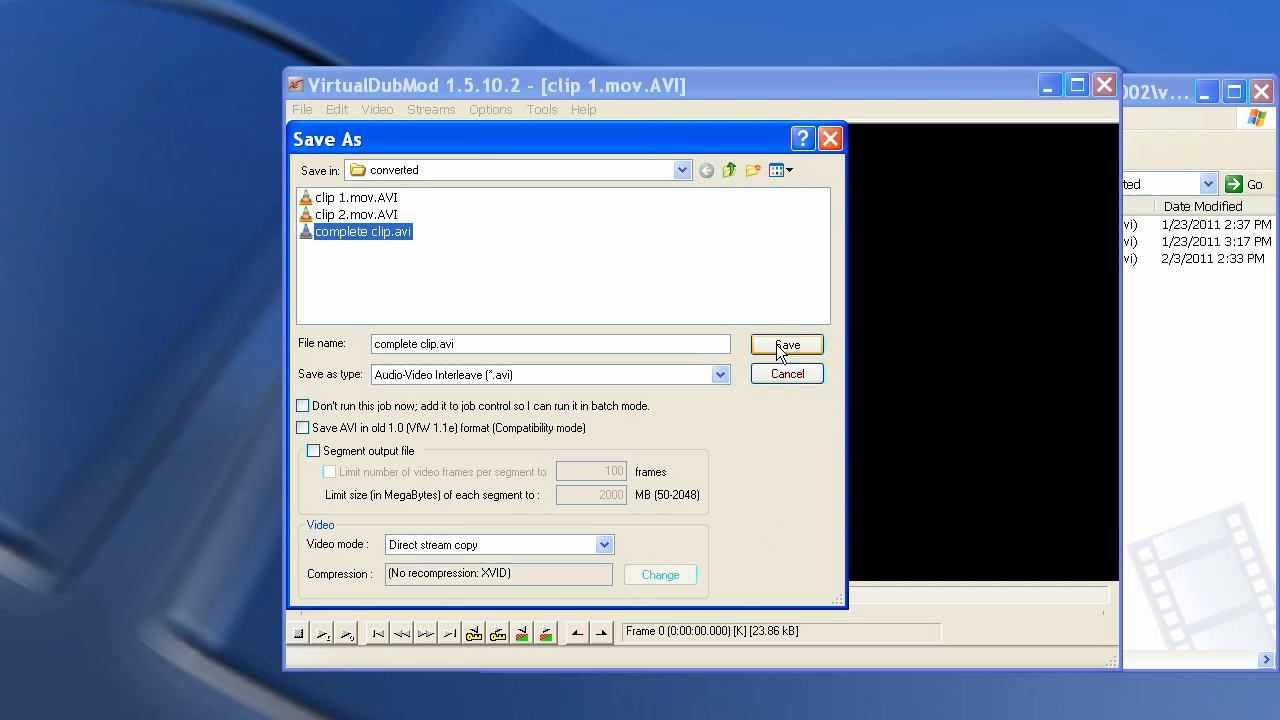 VirtualDubMod 1.5.10.2 - [clip 1.mov.AVI]
002\v...
File Edit Video Streams Options Tools Help
Save As
Save in: converted
ted
Go
Date Modified
clip 1.mov.AVI
clip 2.mov.AVI
complete clip.avi
vi) 1/23/2011 2:37 PM
vi) 1/23/2011 3:17 PM
vi) 2/3/2011 2:33 PM
File name: complete clip.avi Save
Save as type: Audio-Video Interleave (*.avi) Cancel
Don't run this job now; add it to job control so I can run it in batch mode.
Save AVI in old 1.0 (VfW 1.1e) format (Compatibility mode)
Segment output file
Limit number of video frames per segment to 100 frames
Limit size (in MegaBytes) of each segment to : 2000 MB (50-2048)
Video
Video mode : Direct stream copy
Compression : (No recompression: XVID) Change
Frame 0 (0:00:00.000) [K] [23.86 kB]